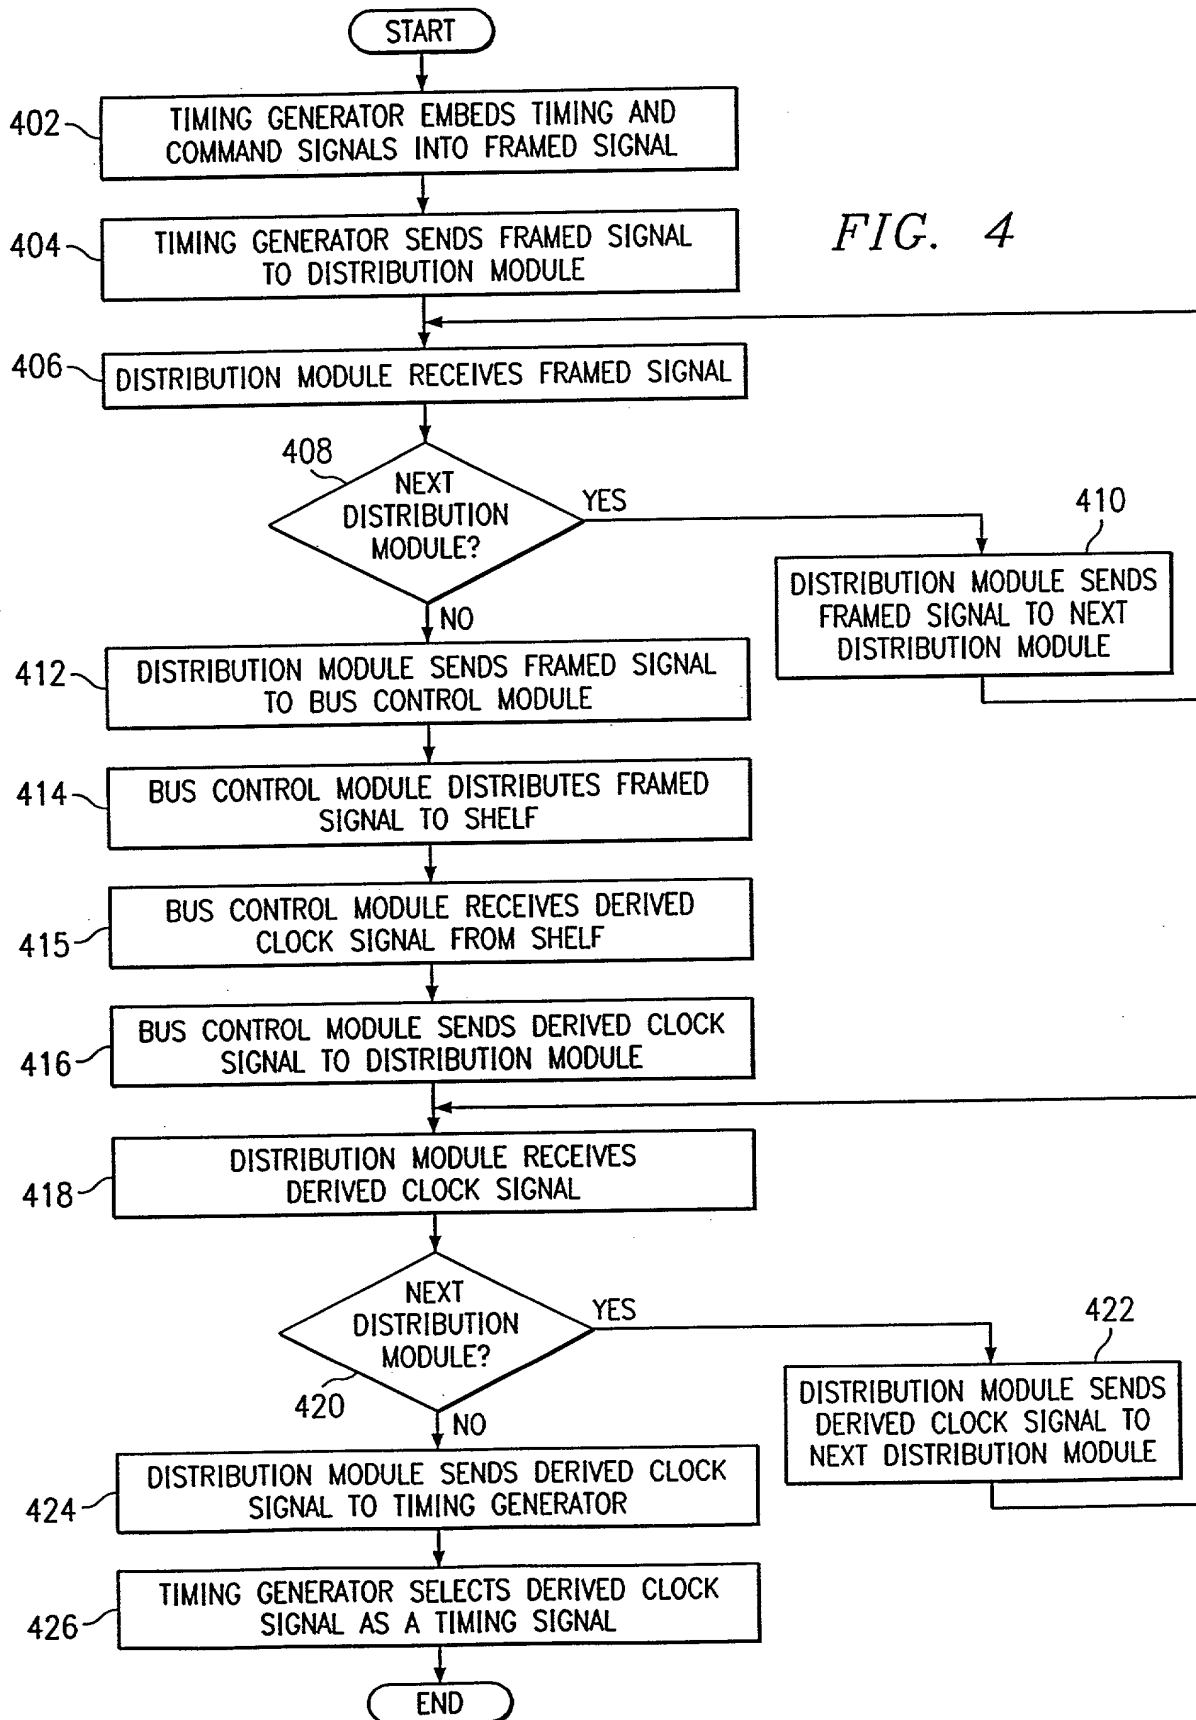 START
402
TIMING GENERATOR EMBEDS TIMING AND
COMMAND SIGNALS INTO FRAMED SIGNAL
404
TIMING GENERATOR SENDS FRAMED SIGNAL
TO DISTRIBUTION MODULE
FIG. 4
406
DISTRIBUTION MODULE RECEIVES FRAMED SIGNAL
408
NEXT
DISTRIBUTION
MODULE?
YES
410
DISTRIBUTION MODULE SENDS
FRAMED SIGNAL TO NEXT
DISTRIBUTION MODULE
NO
412
DISTRIBUTION MODULE SENDS FRAMED SIGNAL
TO BUS CONTROL MODULE
414
BUS CONTROL MODULE DISTRIBUTES FRAMED
SIGNAL TO SHELF
415
BUS CONTROL MODULE RECEIVES DERIVED
CLOCK SIGNAL FROM SHELF
416
BUS CONTROL MODULE SENDS DERIVED CLOCK
SIGNAL TO DISTRIBUTION MODULE
418
DISTRIBUTION MODULE RECEIVES
DERIVED CLOCK SIGNAL
NEXT
DISTRIBUTION
MODULE?
420
YES
422
DISTRIBUTION MODULE SENDS
DERIVED CLOCK SIGNAL TO
NEXT DISTRIBUTION MODULE
NO
424
DISTRIBUTION MODULE SENDS DERIVED CLOCK
SIGNAL TO TIMING GENERATOR
426
TIMING GENERATOR SELECTS DERIVED CLOCK
SIGNAL AS A TIMING SIGNAL
END